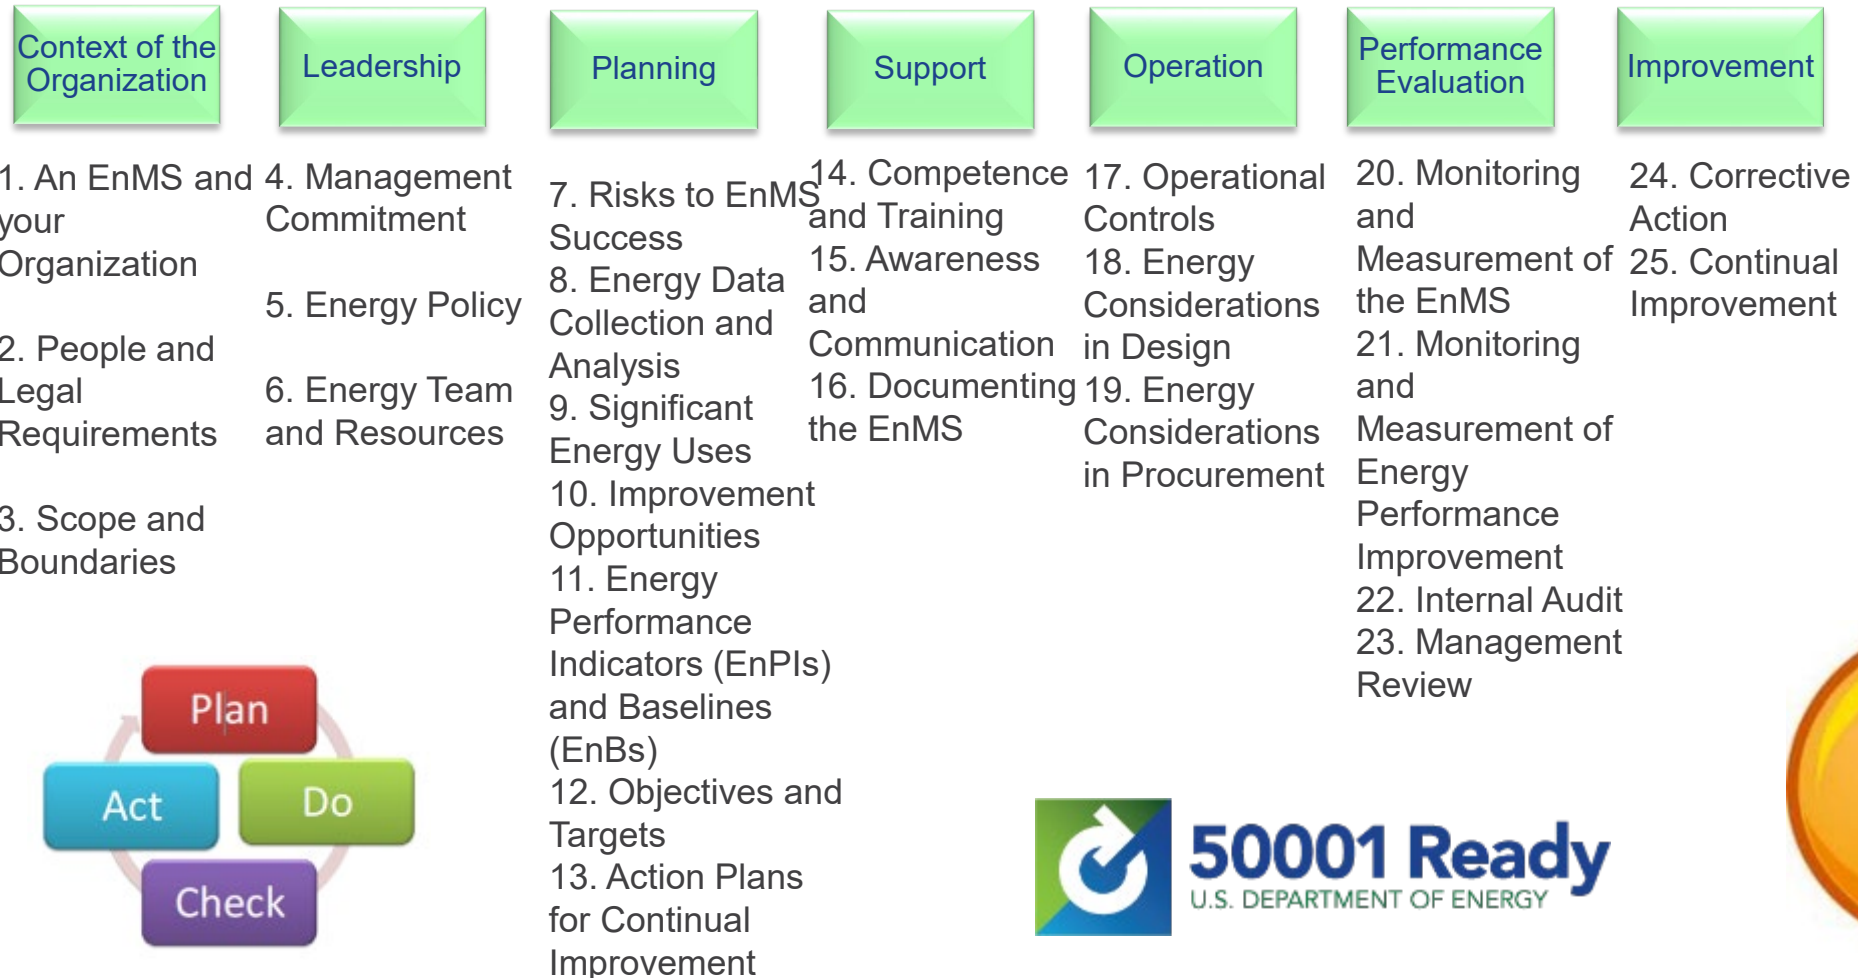 Context of the
Organization
Leadership
Planning
Support
Operation
Performance
Evaluation
Improvement
1. An EnMS and
your
Organization
2. People and
Legal
Requirements
3. Scope and
Boundaries
4. Management
Commitment
5. Energy Policy
6. Energy Team
and Resources
7. Risks to EnMS
Success
8. Energy Data
Collection and
Analysis
9. Significant
Energy Uses
10. Improvement
Opportunities
11. Energy
Performance
Indicators (EnPIs)
and Baselines
(EnBs)
12. Objectives and
Targets
13. Action Plans
for Continual
Improvement
14. Competence
and Training
15. Awareness
and
Communication
16. Documenting
the EnMS
17. Operational
Controls
18. Energy
Considerations
in Design
19. Energy
Considerations
in Procurement
20. Monitoring
and
Measurement of
the EnMS
21. Monitoring
and
Measurement of
Energy
Performance
Improvement
22. Internal Audit
23. Management
Review
24. Corrective
Action
25. Continual
Improvement
Plan
Act
Do
Check
50001 Ready
U.S. DEPARTMENT OF ENERGY